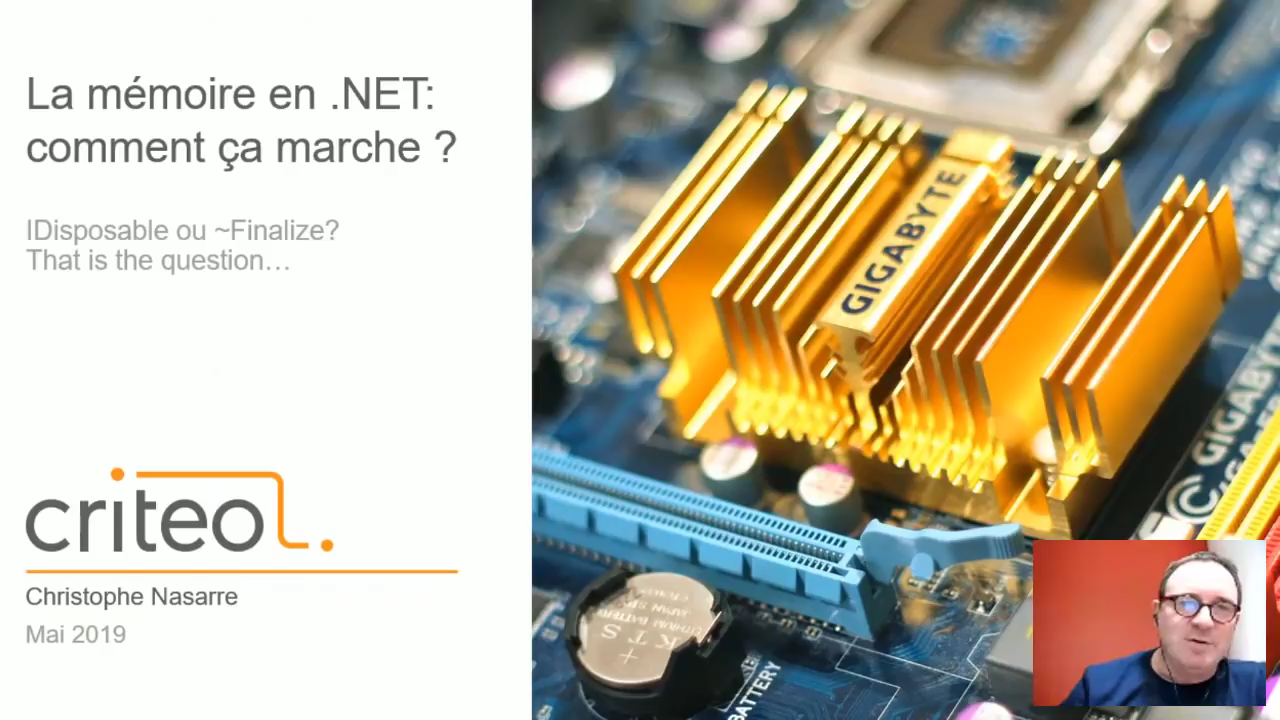 La mémoire en .NET:
comment ça marche ?
IDisposable ou ~Finalize?
That is the question…
criteo
Christophe Nasarre
Mai 2019
GIGABYTE
GIGABYTE
KTS
BATTERY